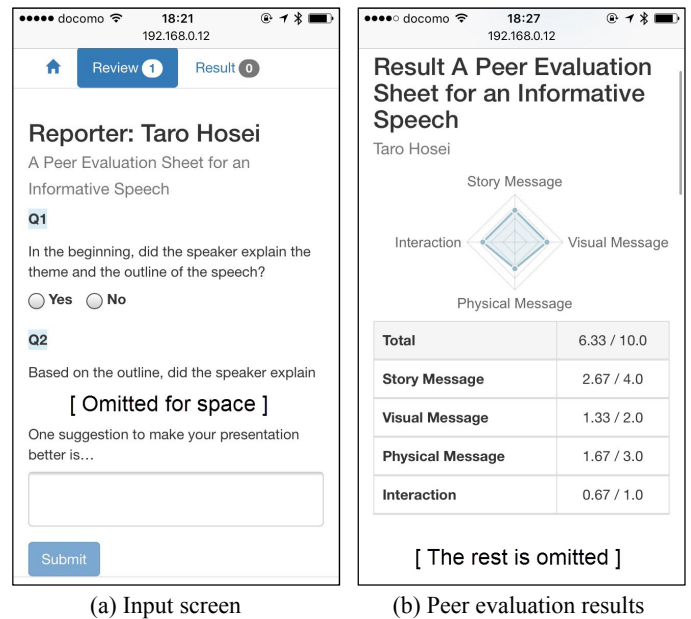 docomo 18:21
192.168.0.12
Review 1 Result 0
Reporter: Taro Hosei
A Peer Evaluation Sheet for an
Informative Speech
Q1
In the beginning, did the speaker explain the
theme and the outline of the speech?
Yes No
Q2
Based on the outline, did the speaker explain
[ Omitted for space ]
One suggestion to make your presentation
better is...
Submit
(a) Input screen
docomo 18:27
192.168.0.12
Result A Peer Evaluation
Sheet for an Informative
Speech
Taro Hosei
Story Message
Interaction Visual Message
Physical Message
Total 6.33 / 10.0
Story Message 2.67 / 4.0
Visual Message 1.33 / 2.0
Physical Message 1.67 / 3.0
Interaction 0.67 / 1.0
[ The rest is omitted ]
(b) Peer evaluation results